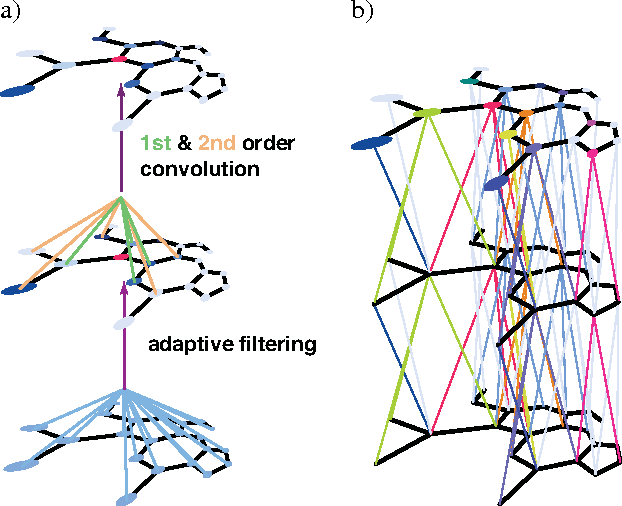 a)
b)
1st & 2nd order
convolution
adaptive filtering